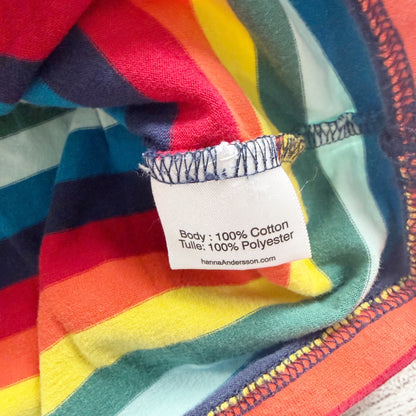 Body : 100% Cotton
Tulle: 100% Polyester
hannaAndersson.com